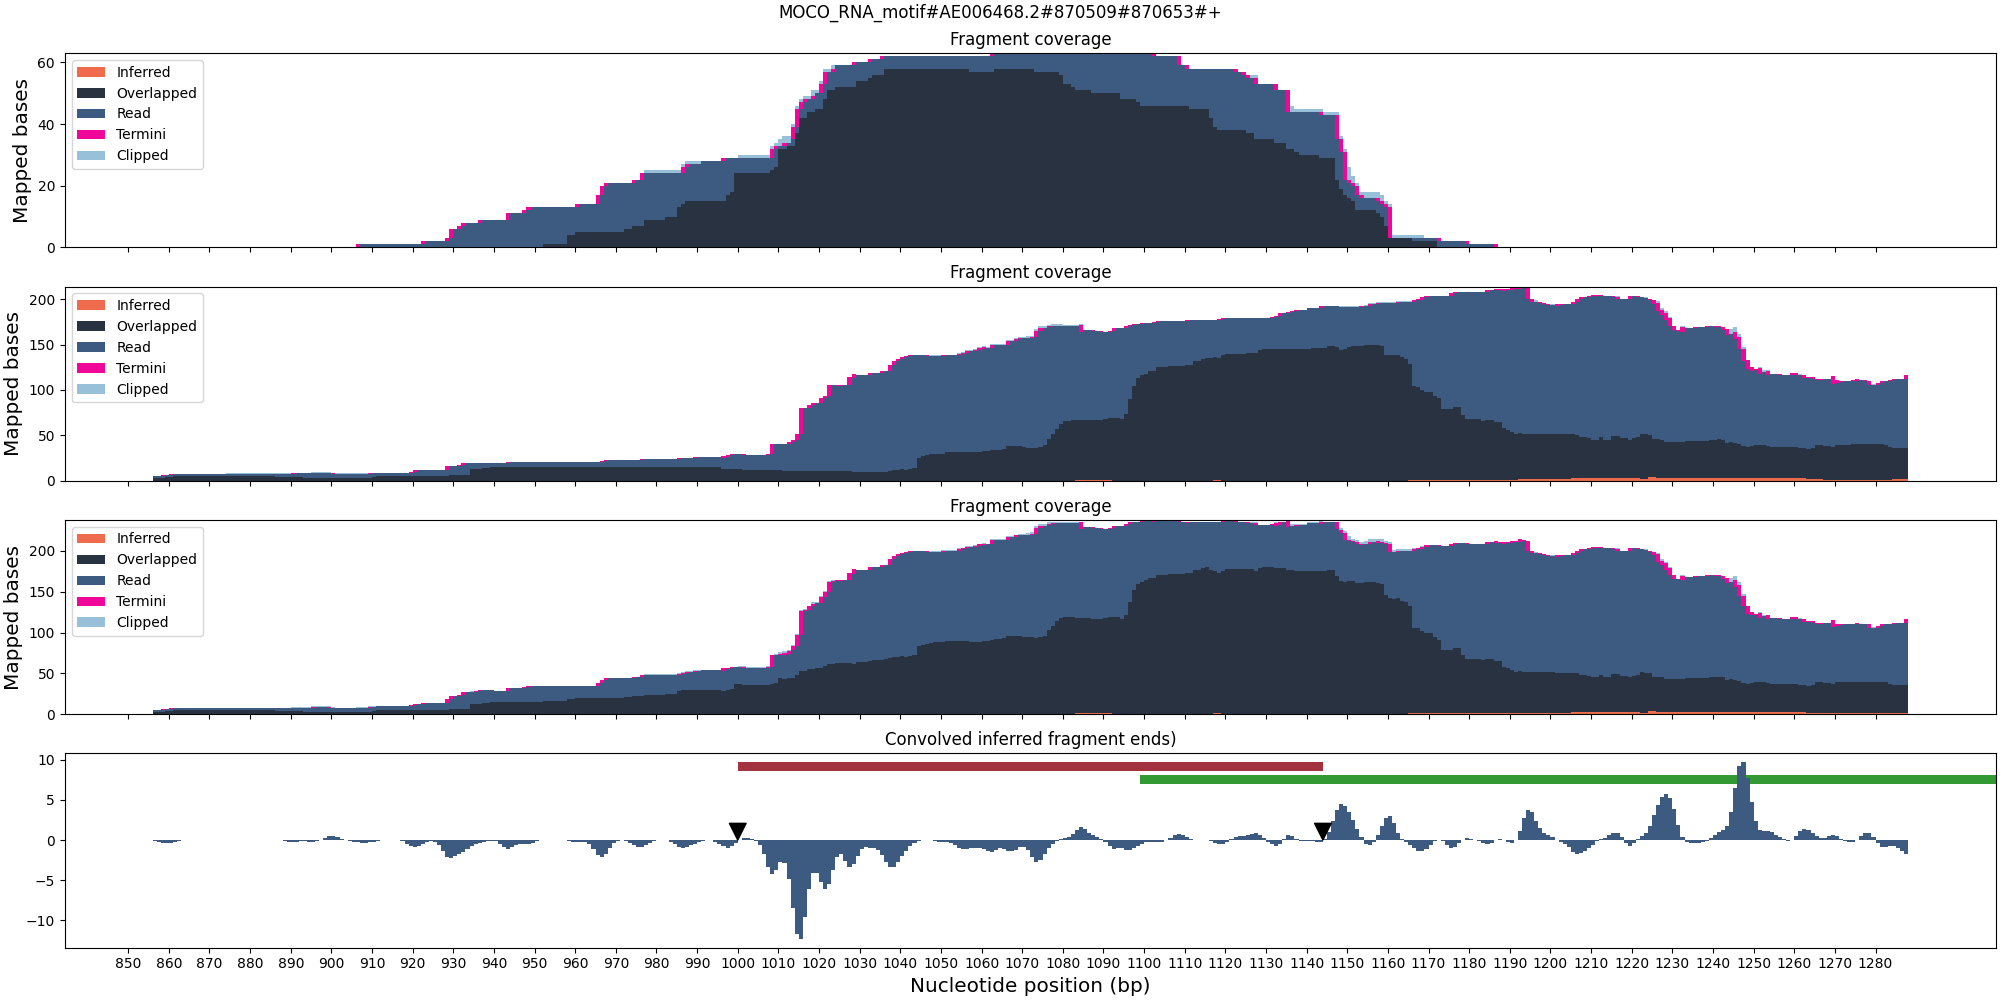 MOCO_RNA_motif#AE006468.2#870509#870653#+
Fragment coverage
Mapped bases
60
40
20
0
Inferred
Overlapped
Read
Termini
Clipped
Fragment coverage
Mapped bases
200
150
100
50
0
Inferred
Overlapped
Read
Termini
Clipped
Fragment coverage
Mapped bases
200
150
100
50
0
Inferred
Overlapped
Read
Termini
Clipped
Convolved inferred fragment ends)
10
5
0
−5
−10
850 860 870 880 890 900 910 920 930 940 950 960 970 980 990 1000 1010 1020 1030 1040 1050 1060 1070 1080 1090 1100 1110 1120 1130 1140 1150 1160 1170 1180 1190 1200 1210 1220 1230 1240 1250 1260 1270 1280
Nucleotide position (bp)